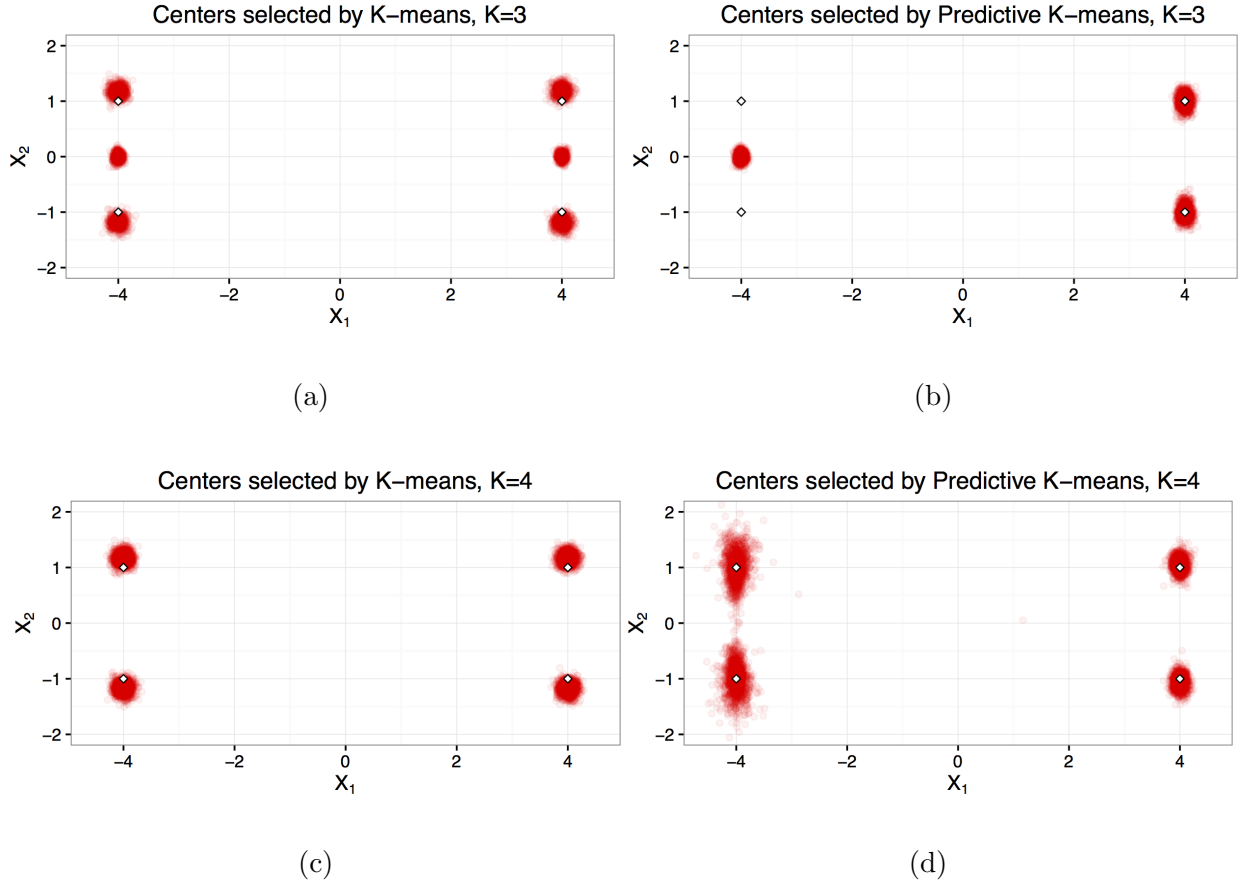 Centers selected by K−means, K=3
2
1
0
−1
−2
X₂
−4
−2
0
2
4
X₁
(a)
Centers selected by Predictive K−means, K=3
2
1
0
−1
−2
X₂
−4
−2
0
2
4
X₁
(b)
Centers selected by K−means, K=4
2
1
0
−1
−2
X₂
−4
−2
0
2
4
X₁
(c)
Centers selected by Predictive K−means, K=4
2
1
0
−1
−2
X₂
−4
−2
0
2
4
X₁
(d)